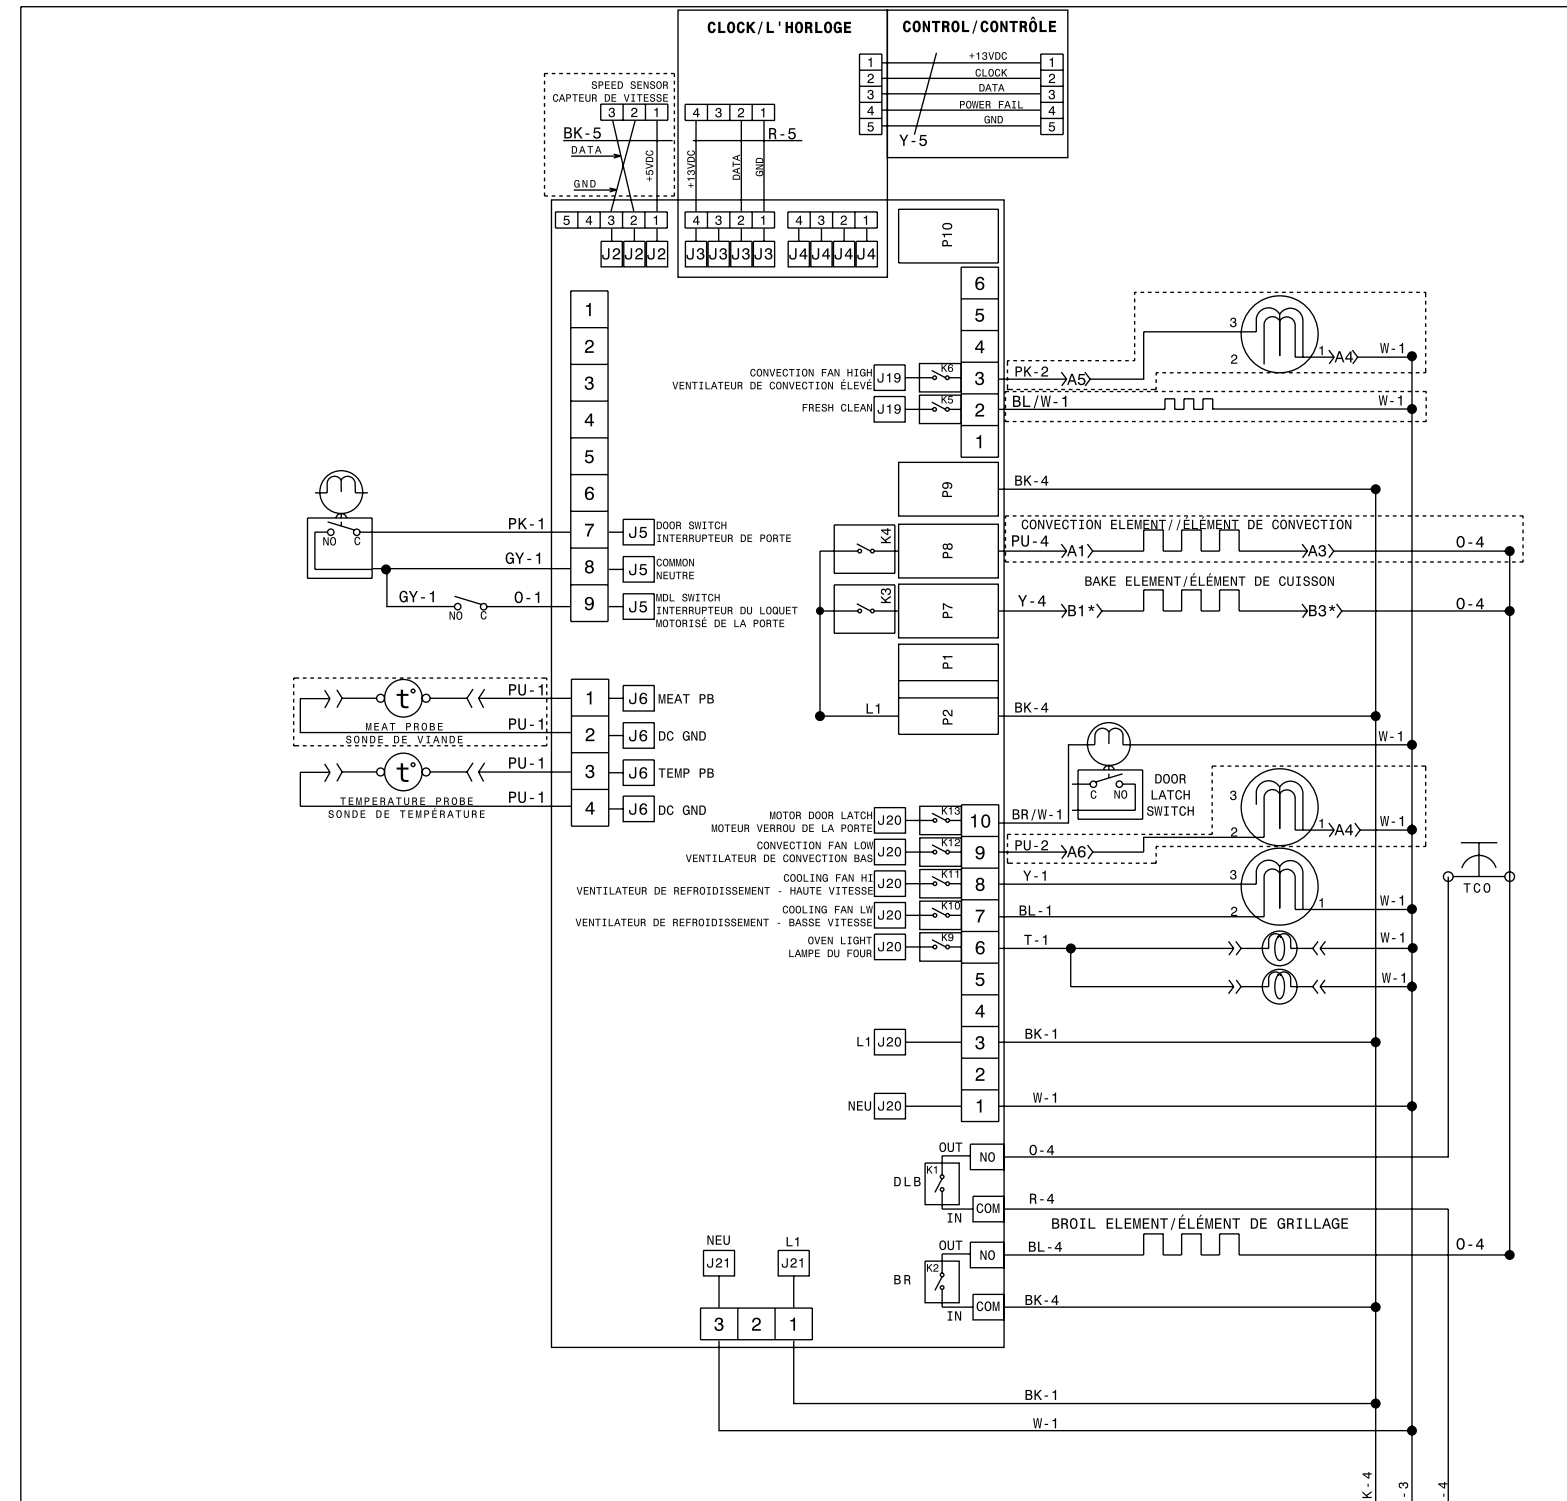 CLOCK/L'HORLOGE
CONTROL/CONTRÔLE
1 +13VDC 1
2 CLOCK 2
3 DATA 3
4 POWER FAIL 4
5 GND 5
Y-5
SPEED SENSOR
CAPTEUR DE VITESSE
3 2 1
BK-5
DATA
GND
+5VDC
4 3 2 1
R-5
+13VDC
DATA
GND
5 4 3 2 1
J2 J2 J2
4 3 2 1
J3 J3 J3 J3
4 3 2 1
J4 J4 J4 J4
P10
6
5
4
CONVECTION FAN HIGH
VENTILATEUR DE CONVECTION ÉLEVÉ
J19 K6 3 PK-2 A5
3
2
1 A4 W-1
FRESH CLEAN J19 K5 2 BL/W-1 W-1
1
P9 BK-4
1
2
3
4
5
6
NO C
PK-1 7 J5 DOOR SWITCH
INTERRUPTEUR DE PORTE
GY-1 8 J5 COMMON
NEUTRE
GY-1 NO C O-1 9 J5 MDL SWITCH
INTERRUPTEUR DU LOQUET
MOTORISÉ DE LA PORTE
CONVECTION ELEMENT//ÉLÉMENT DE CONVECTION
K4 P8 PU-4 A1 A3 O-4
BAKE ELEMENT/ÉLÉMENT DE CUISSON
K3 P7 Y-4 B1* B3* O-4
P1
L1 P2 BK-4
PU-1 1 J6 MEAT PB
MEAT PROBE
SONDE DE VIANDE
PU-1 2 J6 DC GND
PU-1 3 J6 TEMP PB
TEMPERATURE PROBE
SONDE DE TEMPÉRATURE
PU-1 4 J6 DC GND
W-1
C NO
DOOR
LATCH
SWITCH
MOTOR DOOR LATCH
MOTEUR VERROU DE LA PORTE
J20 K13 10 BR/W-1
CONVECTION FAN LOW
VENTILATEUR DE CONVECTION BAS
J20 K12 9 PU-2 A6
3
2
1 A4 W-1
COOLING FAN HI
VENTILATEUR DE REFROIDISSEMENT - HAUTE VITESSE
J20 K11 8 Y-1 3
COOLING FAN LW
VENTILATEUR DE REFROIDISSEMENT - BASSE VITESSE
J20 K10 7 BL-1 2
1 W-1
TCO
OVEN LIGHT
LAMPE DU FOUR
J20 K9 6 T-1 W-1
5 W-1
4
L1 J20 3 BK-1
2
NEU J20 1 W-1
DLB
OUT NO O-4
K1
IN COM R-4
BROIL ELEMENT/ÉLÉMENT DE GRILLAGE
BR
OUT NO BL-4 O-4
K2
IN COM BK-4
NEU
J21
L1
J21
3 2 1
BK-1
W-1
K-4
-3
-4